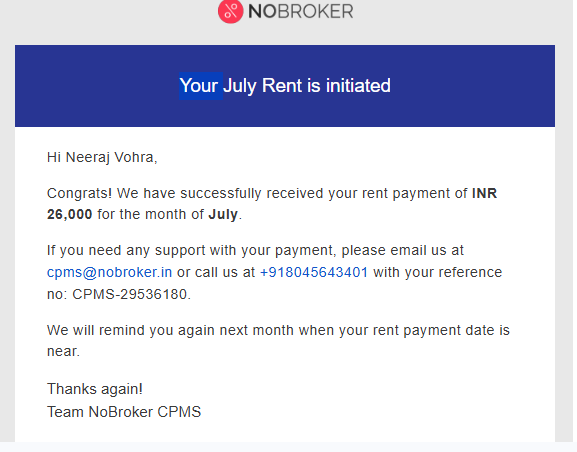 NOBROKER
Your July Rent is initiated
Hi Neeraj Vohra,
Congrats! We have successfully received your rent payment of INR
26,000 for the month of July.
If you need any support with your payment, please email us at
cpms@nobroker.in or call us at +918045643401 with your reference
no: CPMS-29536180.
We will remind you again next month when your rent payment date is
near.
Thanks again!
Team NoBroker CPMS